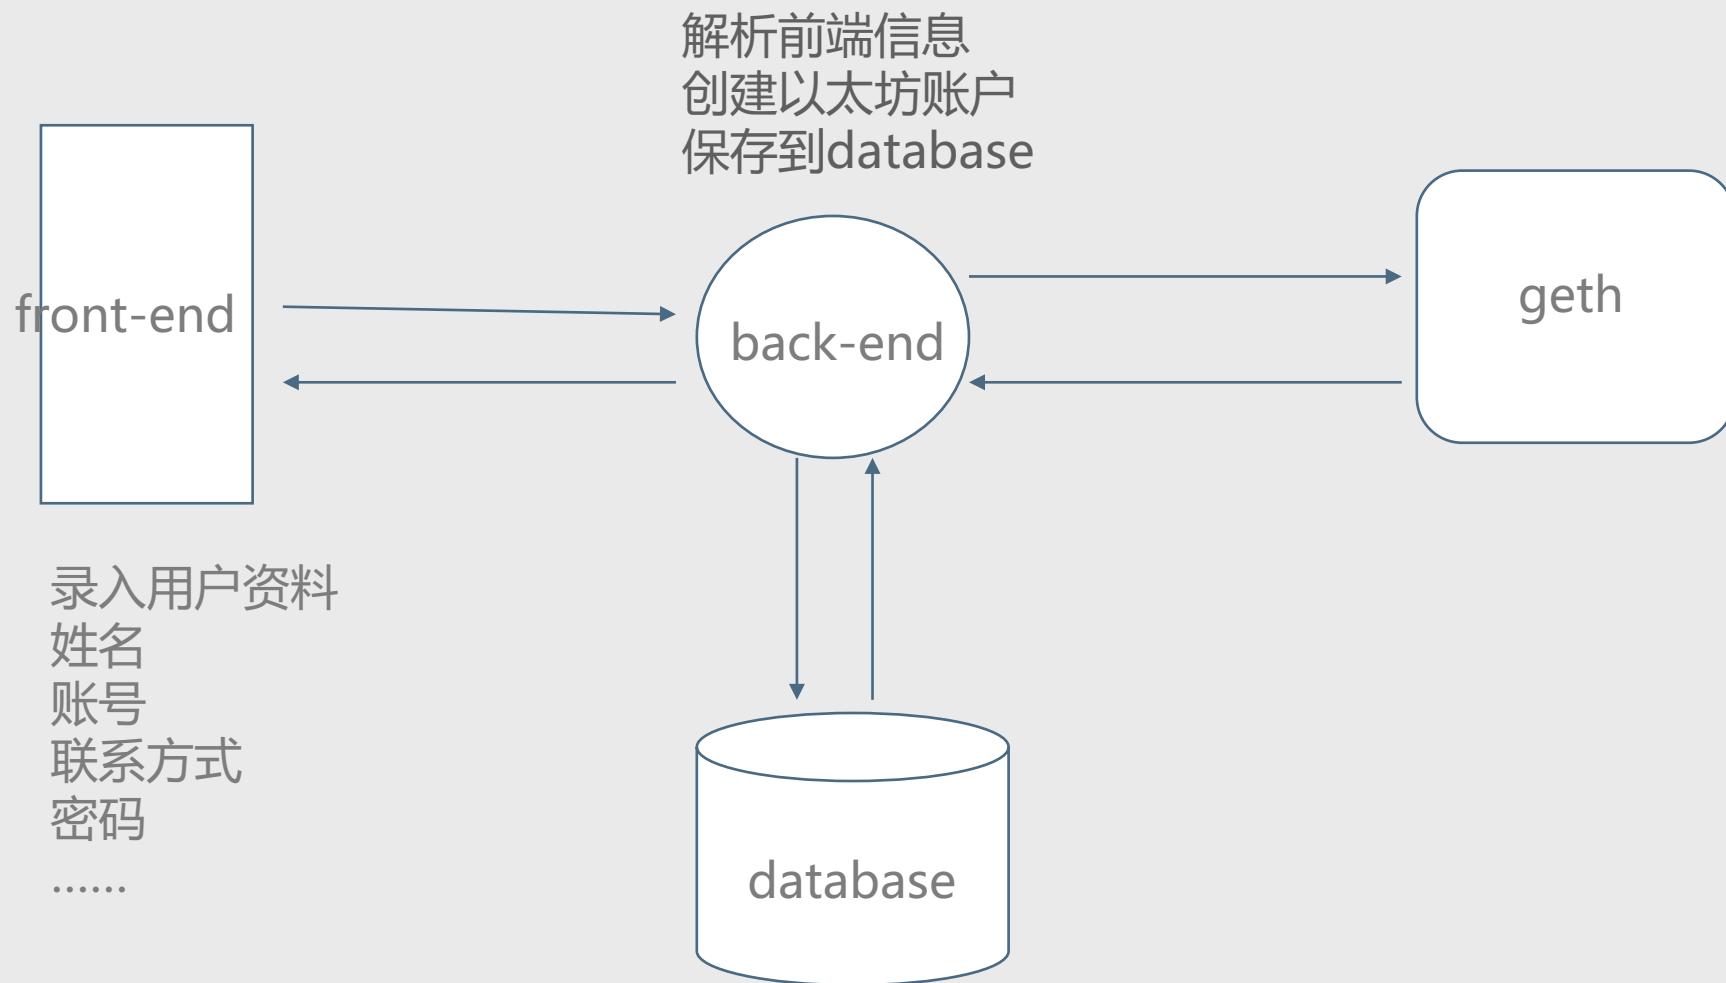 解析前端信息
创建以太坊账户
保存到database
front-end
back-end
geth
录入用户资料
姓名
账号
联系方式
密码
……
database